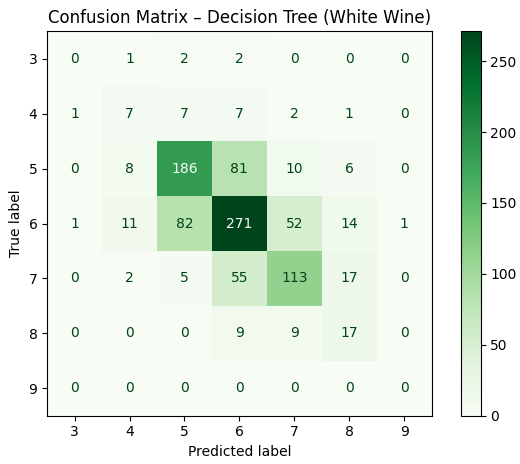 Confusion Matrix – Decision Tree (White Wine)
3 0 1 2 2 0 0 0
4 1 7 7 7 2 1 0
5 0 8 186 81 10 6 0
6 1 11 82 271 52 14 1
7 0 2 5 55 113 17 0
8 0 0 0 9 9 17 0
9 0 0 0 0 0 0 0
3 4 5 6 7 8 9
Predicted label
True label
250
200
150
100
50
0